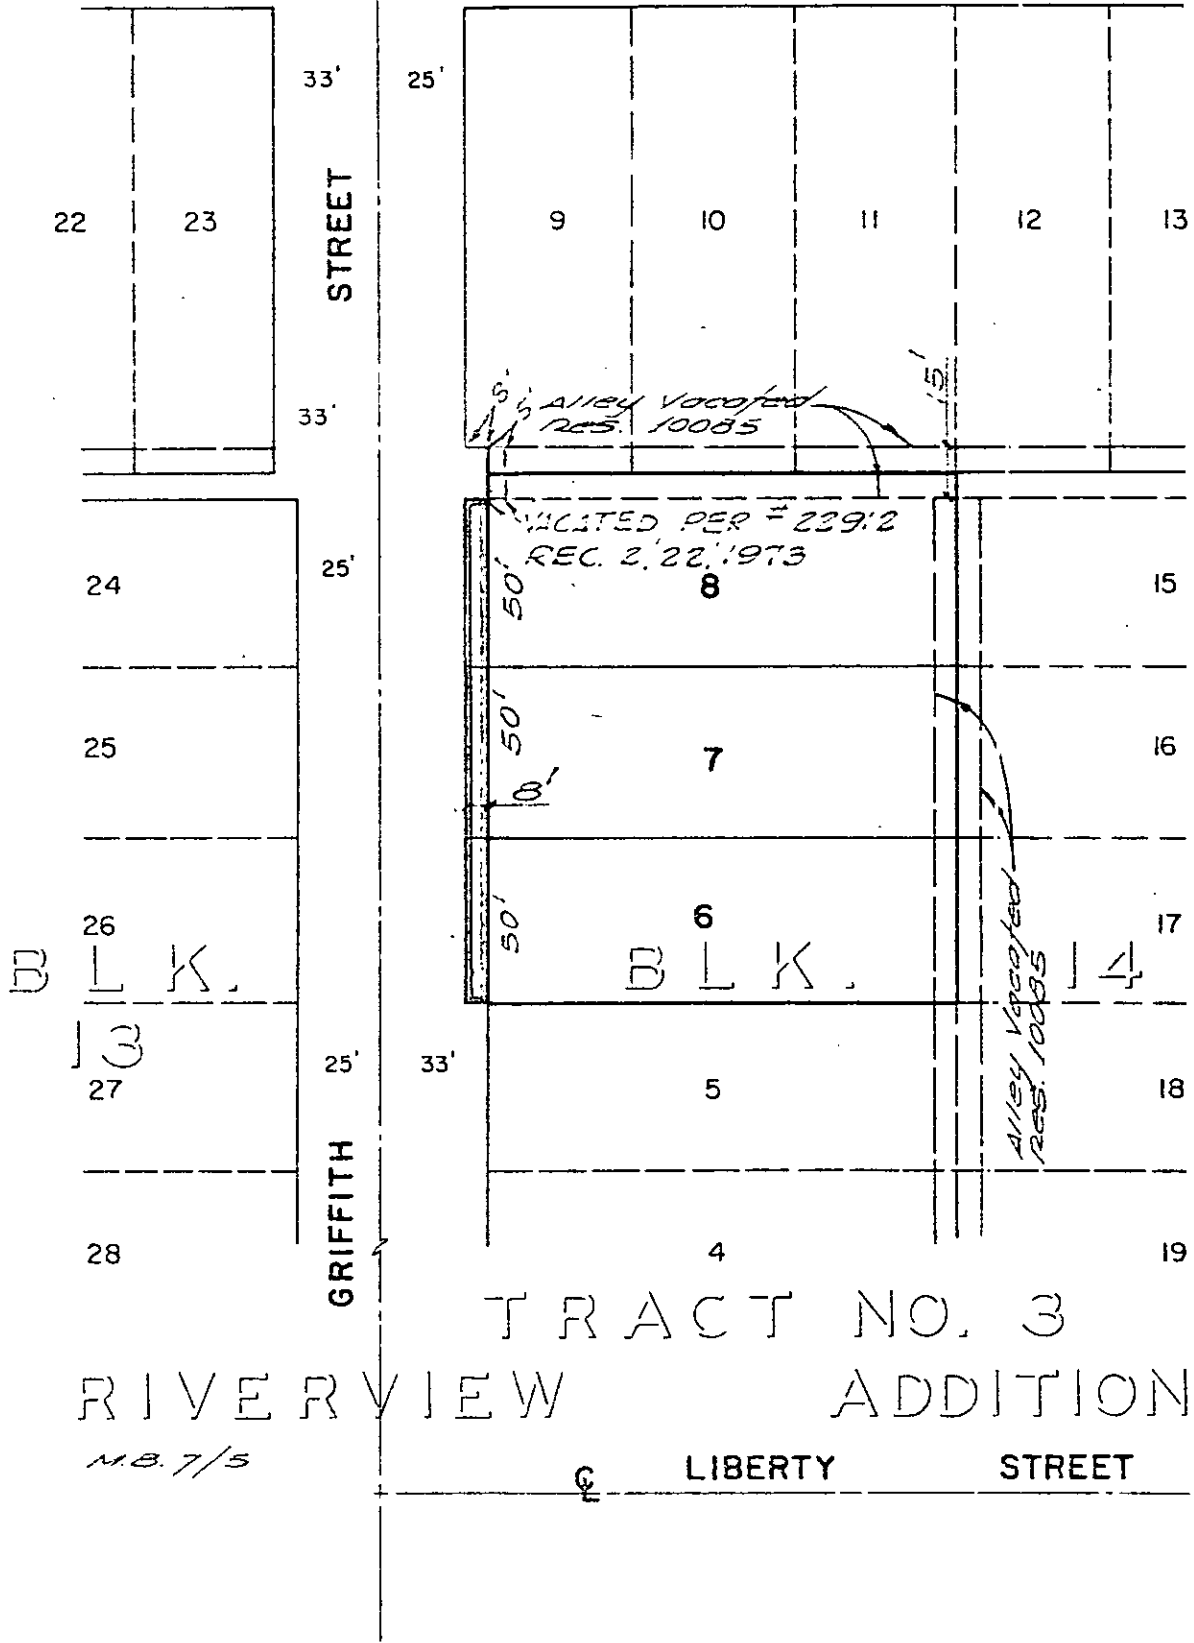 33'
25'
STREET
22
23
9
10
11
12
13
15'
33'
8'
5'
Alley Vacated
Res. 10085
VACATED PER # 22912
REC. 2, 22, 1973
24
25'
50'
8
15
25
50'
7
16
8'
26
50'
6
17
BLK.
BLK. 14
13
Alley Vacated
Res. 10085
27
25'
33'
5
18
GRIFFITH
28
4
19
TRACT NO. 3
RIVERVIEW ADDITION
M.B. 7/5
LIBERTY STREET